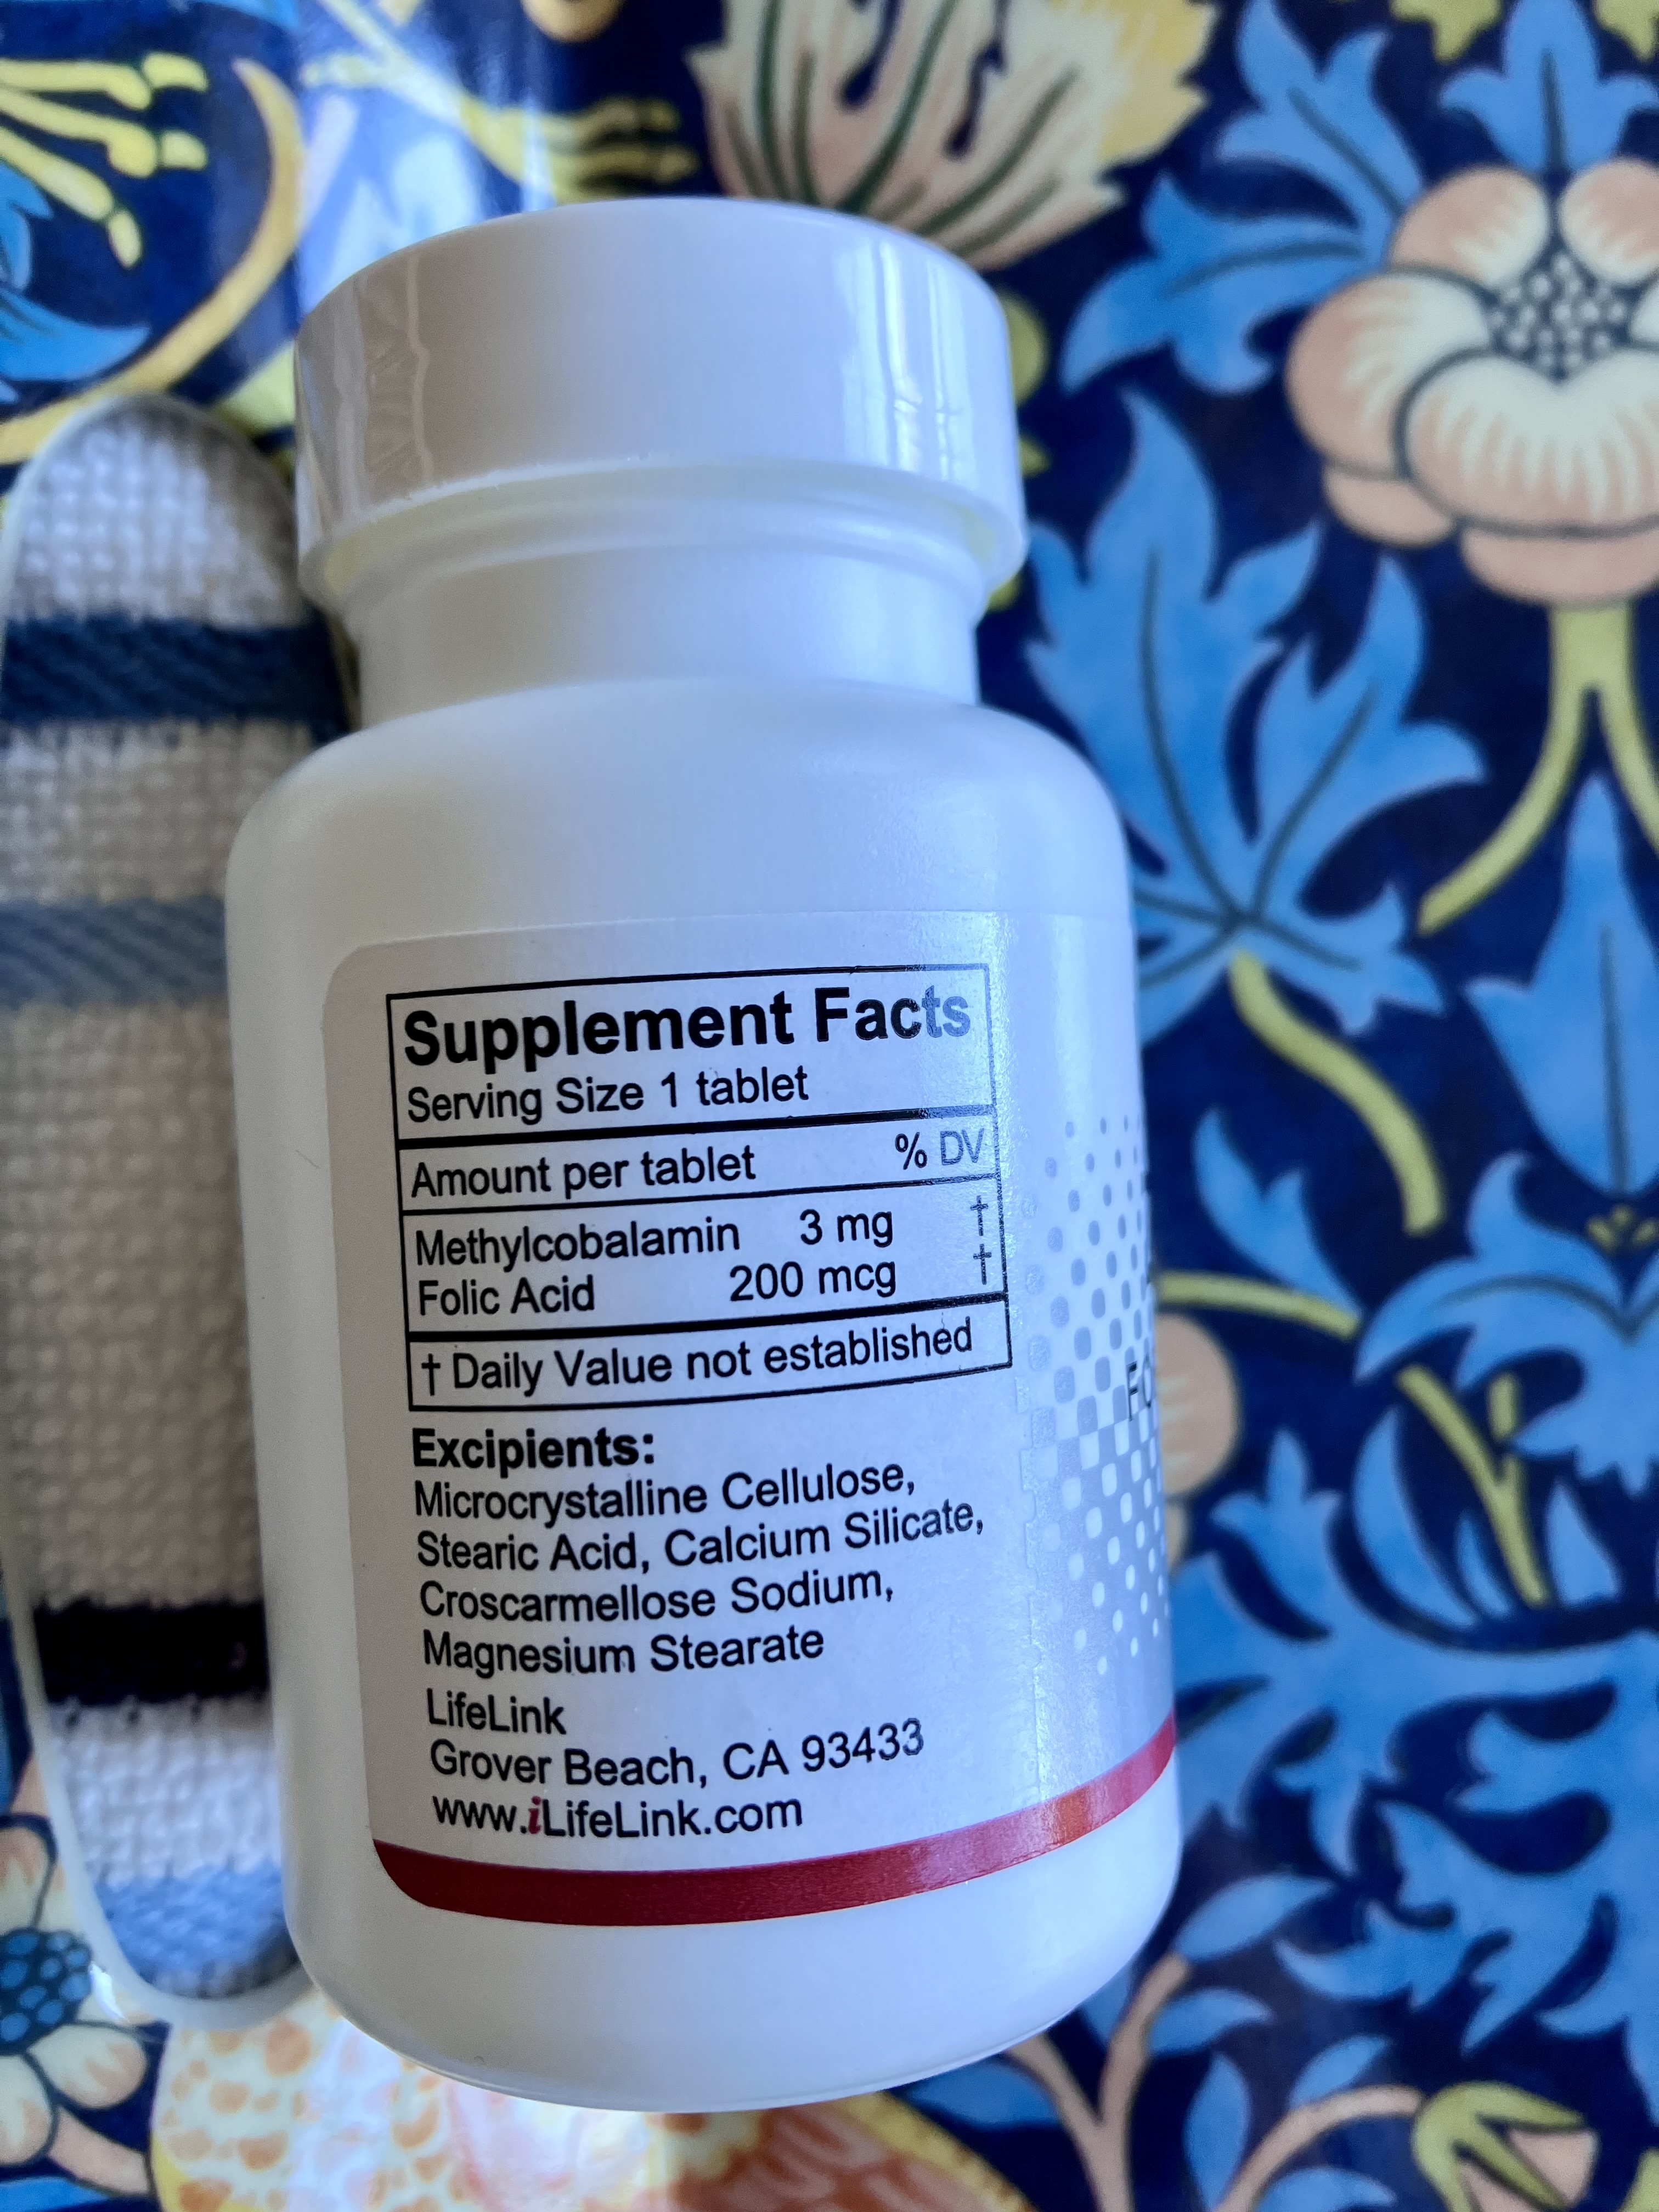 Supplement Facts
Serving Size 1 tablet
Amount per tablet % DV
Methylcobalamin 3 mg †
Folic Acid 200 mcg †
† Daily Value not established
Excipients:
Microcrystalline Cellulose,
Stearic Acid, Calcium Silicate,
Croscarmellose Sodium,
Magnesium Stearate
LifeLink
Grover Beach, CA 93433
www.iLifeLink.com